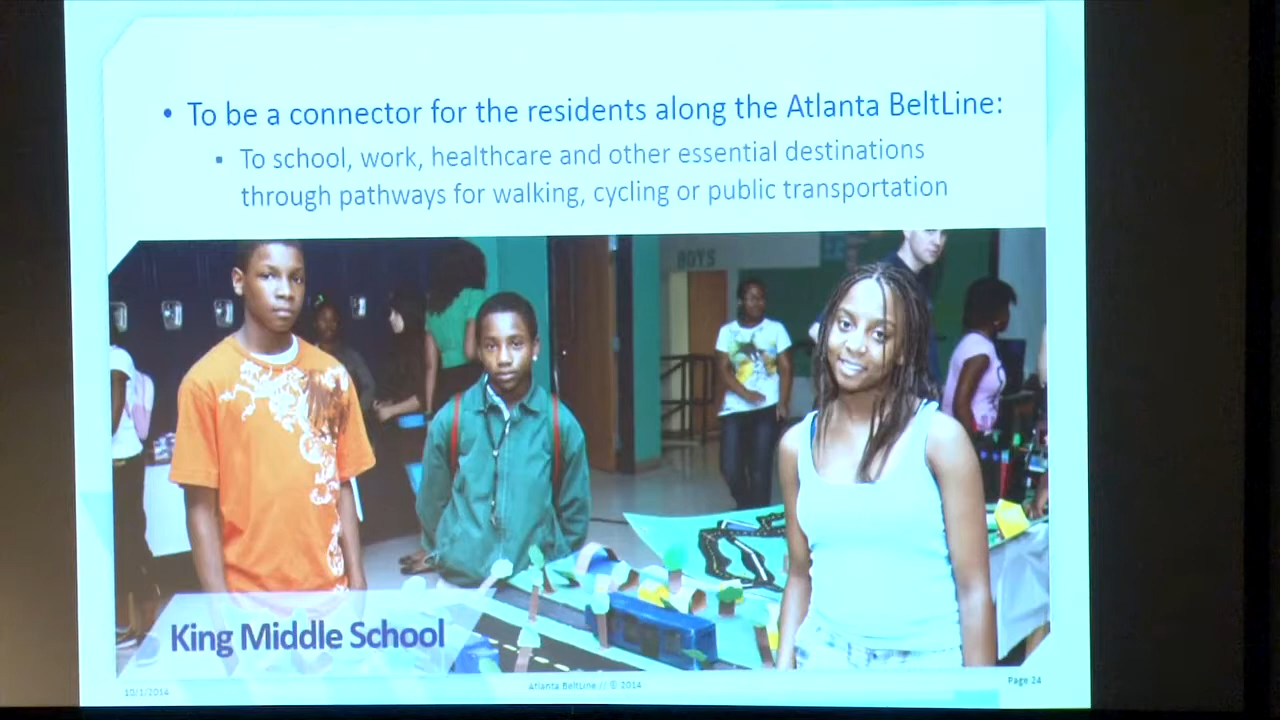 • To be a connector for the residents along the Atlanta BeltLine:
▪ To school, work, healthcare and other essential destinations
through pathways for walking, cycling or public transportation
BOYS
King Middle School
10/1/2014
Atlanta BeltLine // © 2014
Page 24